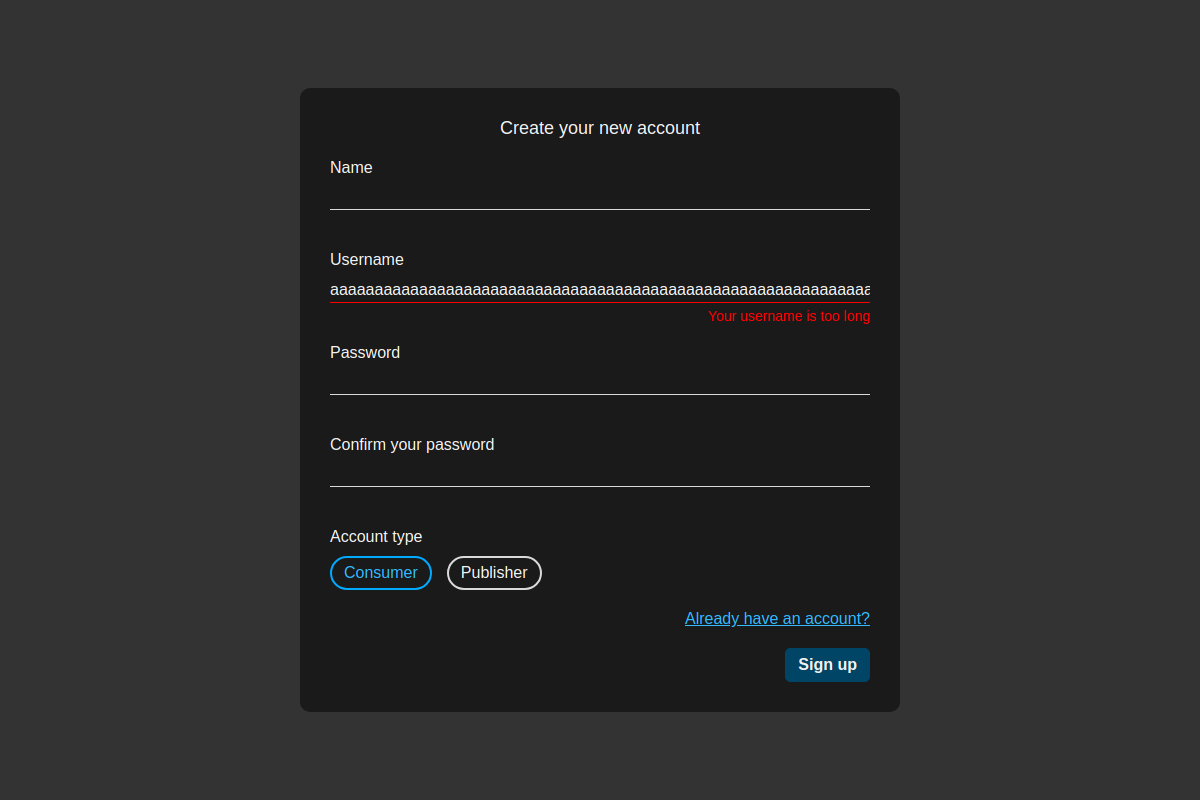 Create your new account
Name
Username
aaaaaaaaaaaaaaaaaaaaaaaaaaaaaaaaaaaaaaaaaaaaaaaaaaaaaaaaaaaaa
Your username is too long
Password
Confirm your password
Account type
Consumer Publisher
Already have an account?
Sign up